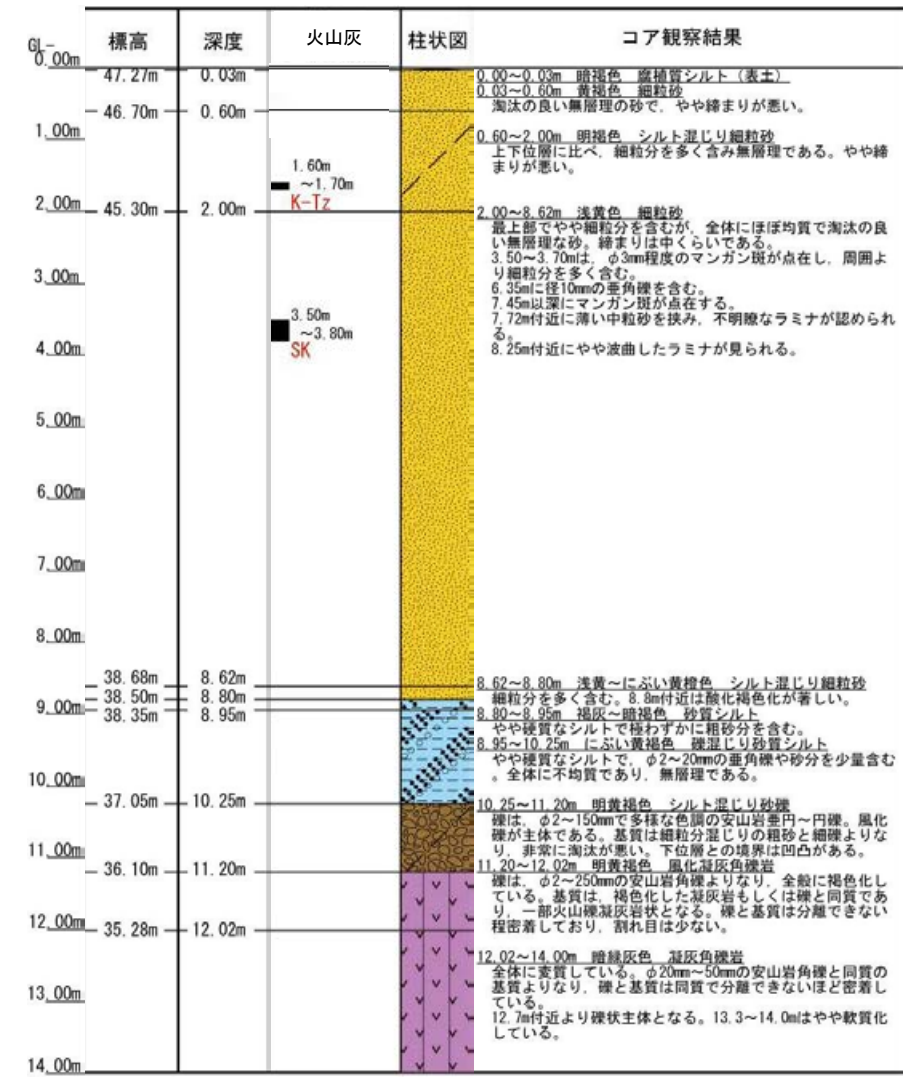 標高 深度 火山灰 柱状図 コア観察結果
GL-
0.00m
47.27m 0.03m
46.70m 0.60m
1.00m
1.60m
～1.70m
K-Tz
2.00m
45.30m 2.00m
3.00m
3.50m
～3.80m
SK
4.00m
5.00m
6.00m
7.00m
8.00m
38.68m 8.62m
38.50m 8.80m
9.00m
38.35m 8.95m
10.00m
37.05m 10.25m
11.00m
36.10m 11.20m
12.00m
35.28m 12.02m
13.00m
14.00m
0.00～0.03m 暗褐色 腐植質シルト（表土）
0.03～0.60m 黄褐色 細粒砂
淘汰の良い無層理の砂で，やや締まりが悪い。
0.60～2.00m 明褐色 シルト混じり細粒砂
上下位層に比べ，細粒分を多く含み無層理である。やや締
まりが悪い。
2.00～8.62m 浅黄色 細粒砂
最上部でやや細粒分を含むが，全体にほぼ均質で淘汰の良
い無層理な砂。締まりは中くらいである。
3.50～3.70mは，φ3mm程度のマンガン斑が点在し，周囲よ
り細粒分を多く含む。
6.35mに径10mmの亜角礫を含む。
7.45m以深にマンガン斑が点在する。
7.72m付近に薄い中粒砂を挟み，不明瞭なラミナが認められ
る。
8.25m付近にやや波曲したラミナが見られる。
8.62～8.80m 浅黄～にぶい黄橙色 シルト混じり細粒砂
細粒分を多く含む。8.8m付近は酸化褐色化が著しい。
8.80～8.95m 褐灰～暗褐色 砂質シルト
やや硬質なシルトで極わずかに粗砂分を含む。
8.95～10.25m にぶい黄褐色 礫混じり砂質シルト
やや硬質なシルトで，φ2～20mmの亜角礫や砂分を少量含む
。全体に不均質であり，無層理である。
10.25～11.20m 明黄褐色 シルト混じり砂礫
礫は，φ2～150mmで多様な色調の安山岩亜円～円礫。風化
礫が主体である。基質は細粒分混じりの粗砂と細礫よりな
り，非常に淘汰が悪い。下位層との境界は凹凸がある。
11.20～12.02m 明黄褐色 風化凝灰角礫岩
礫は，φ2～250mmの安山岩角礫よりなり，全般に褐色化し
ている。基質は，褐色化した凝灰岩もしくは礫と同質であ
り，一部火山礫凝灰岩状となる。礫と基質は分離できない
程密着しており，割れ目は少ない。
12.02～14.00m 暗緑灰色 凝灰角礫岩
全体に変質している。φ20mm～50mmの安山岩角礫と同質の
基質よりなり，礫と基質は同質で分離できないほど密着し
ている。
12.7m付近より礫状主体となる。13.3～14.0mはやや軟質化
している。